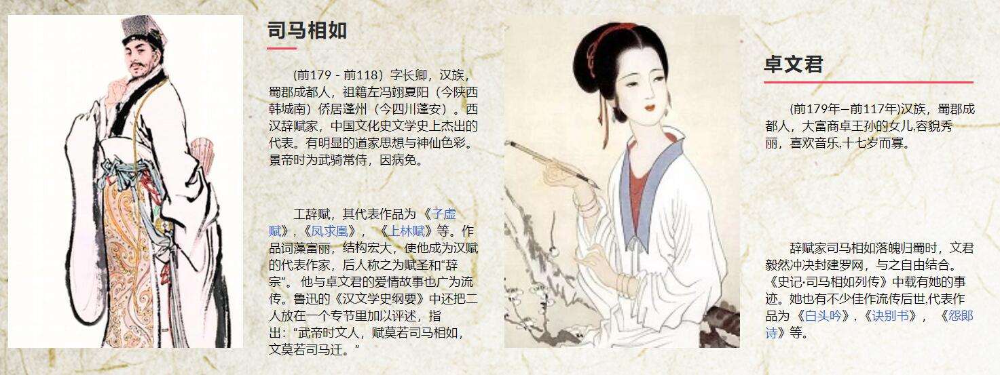 司马相如
(前179 - 前118）字长卿，汉族，
蜀郡成都人，祖籍左冯翊夏阳（今陕西
韩城南）侨居蓬州（今四川蓬安）。西
汉辞赋家，中国文化史文学史上杰出的
代表。有明显的道家思想与神仙色彩。
景帝时为武骑常侍，因病免。
工辞赋，其代表作品为《子虚
赋》，《凤求凰》，《上林赋》等。作
品词藻富丽，结构宏大，使他成为汉赋
的代表作家，后人称之为赋圣和“辞
宗”。 他与卓文君的爱情故事也广为流
传。鲁迅的《汉文学史纲要》中还把二
人放在一个专节里加以评述，指
出：“武帝时文人，赋莫若司马相如，
文莫若司马迁。”
卓文君
(前179年—前117年)汉族，蜀郡成
都人，大富商卓王孙的女儿,容貌秀
丽，喜欢音乐,十七岁而寡。
辞赋家司马相如落魄归蜀时，文君
毅然冲决封建罗网，与之自由结合。
《史记·司马相如列传》中载有她的事
迹。她也有不少佳作流传后世,代表作
品为《白头吟》，《诀别书》，《怨郎
诗》等。